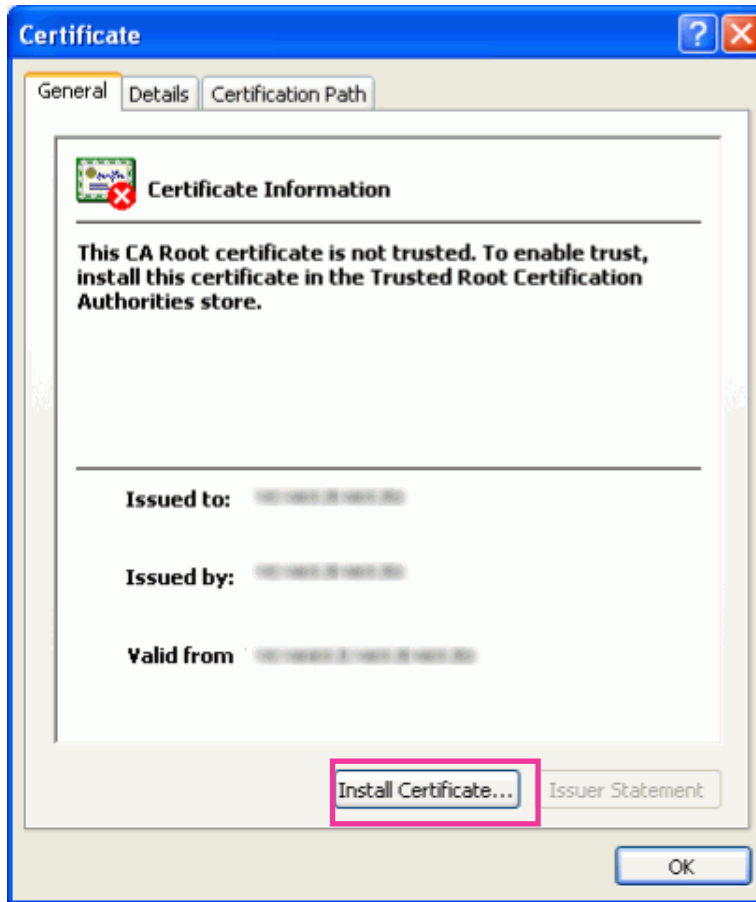 Certificate
General Details Certification Path
Certificate Information
This CA Root certificate is not trusted. To enable trust,
install this certificate in the Trusted Root Certification
Authorities store.
Issued to:
Issued by:
Valid from
Install Certificate... Issuer Statement
OK